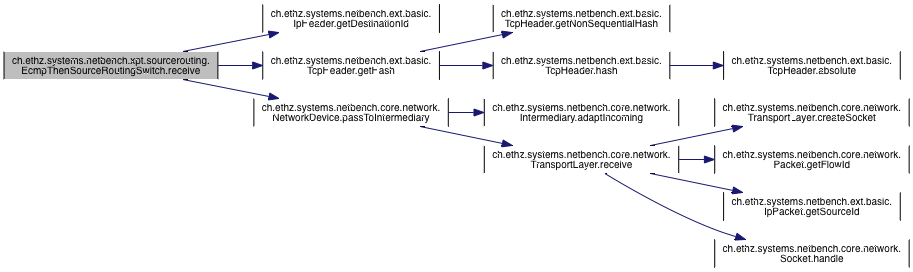 ch.ethz.systems.netbench.xpt.sourcerouting.
EcmpThenSourceRoutingSwitch.receive
ch.ethz.systems.netbench.ext.basic.
IpHeader.getDestinationId
ch.ethz.systems.netbench.ext.basic.
TcpHeader.getHash
ch.ethz.systems.netbench.core.network.
NetworkDevice.passToIntermediary
ch.ethz.systems.netbench.ext.basic.
TcpHeader.getNonSequentialHash
ch.ethz.systems.netbench.ext.basic.
TcpHeader.hash
ch.ethz.systems.netbench.core.network.
Intermediary.adaptIncoming
ch.ethz.systems.netbench.core.network.
TransportLayer.receive
ch.ethz.systems.netbench.ext.basic.
TcpHeader.absolute
ch.ethz.systems.netbench.core.network.
TransportLayer.createSocket
ch.ethz.systems.netbench.core.network.
Packet.getFlowId
ch.ethz.systems.netbench.ext.basic.
IpPacket.getSourceId
ch.ethz.systems.netbench.core.network.
Socket.handle